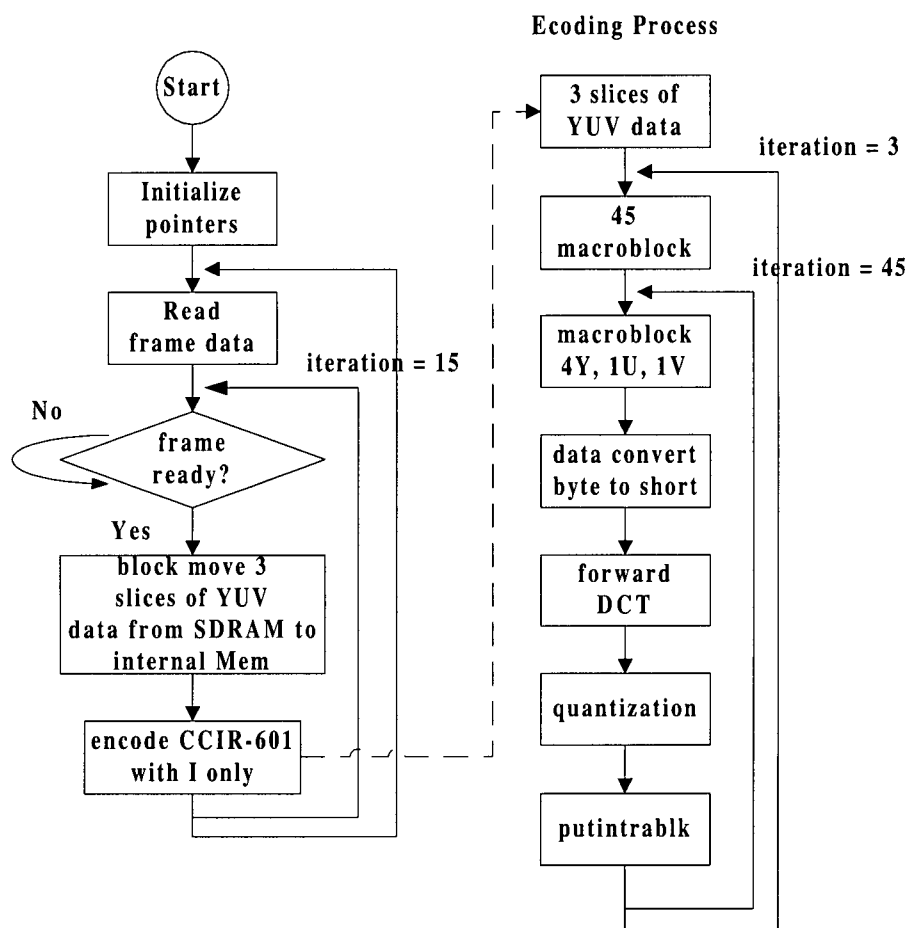 Ecoding Process
Start
Initialize
pointers
Read
frame data
iteration = 15
No
frame
ready?
Yes
block move 3
slices of YUV
data from SDRAM to
internal Mem
encode CCIR-601
with I only
3 slices of
YUV data
iteration = 3
45
macroblock
iteration = 45
macroblock
4Y, 1U, 1V
data convert
byte to short
forward
DCT
quantization
putintrablk